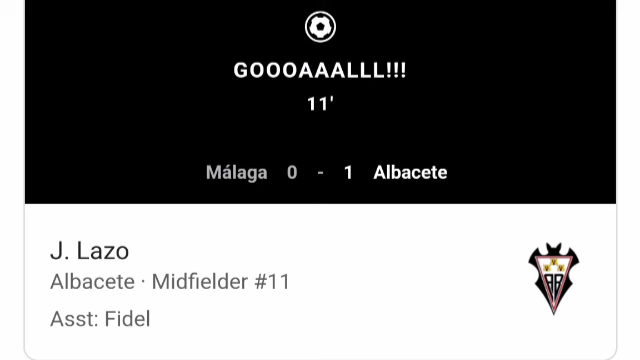 GOOOAAALLL!!!
11'
Málaga 0 - 1 Albacete
J. Lazo
Albacete · Midfielder #11
Asst: Fidel